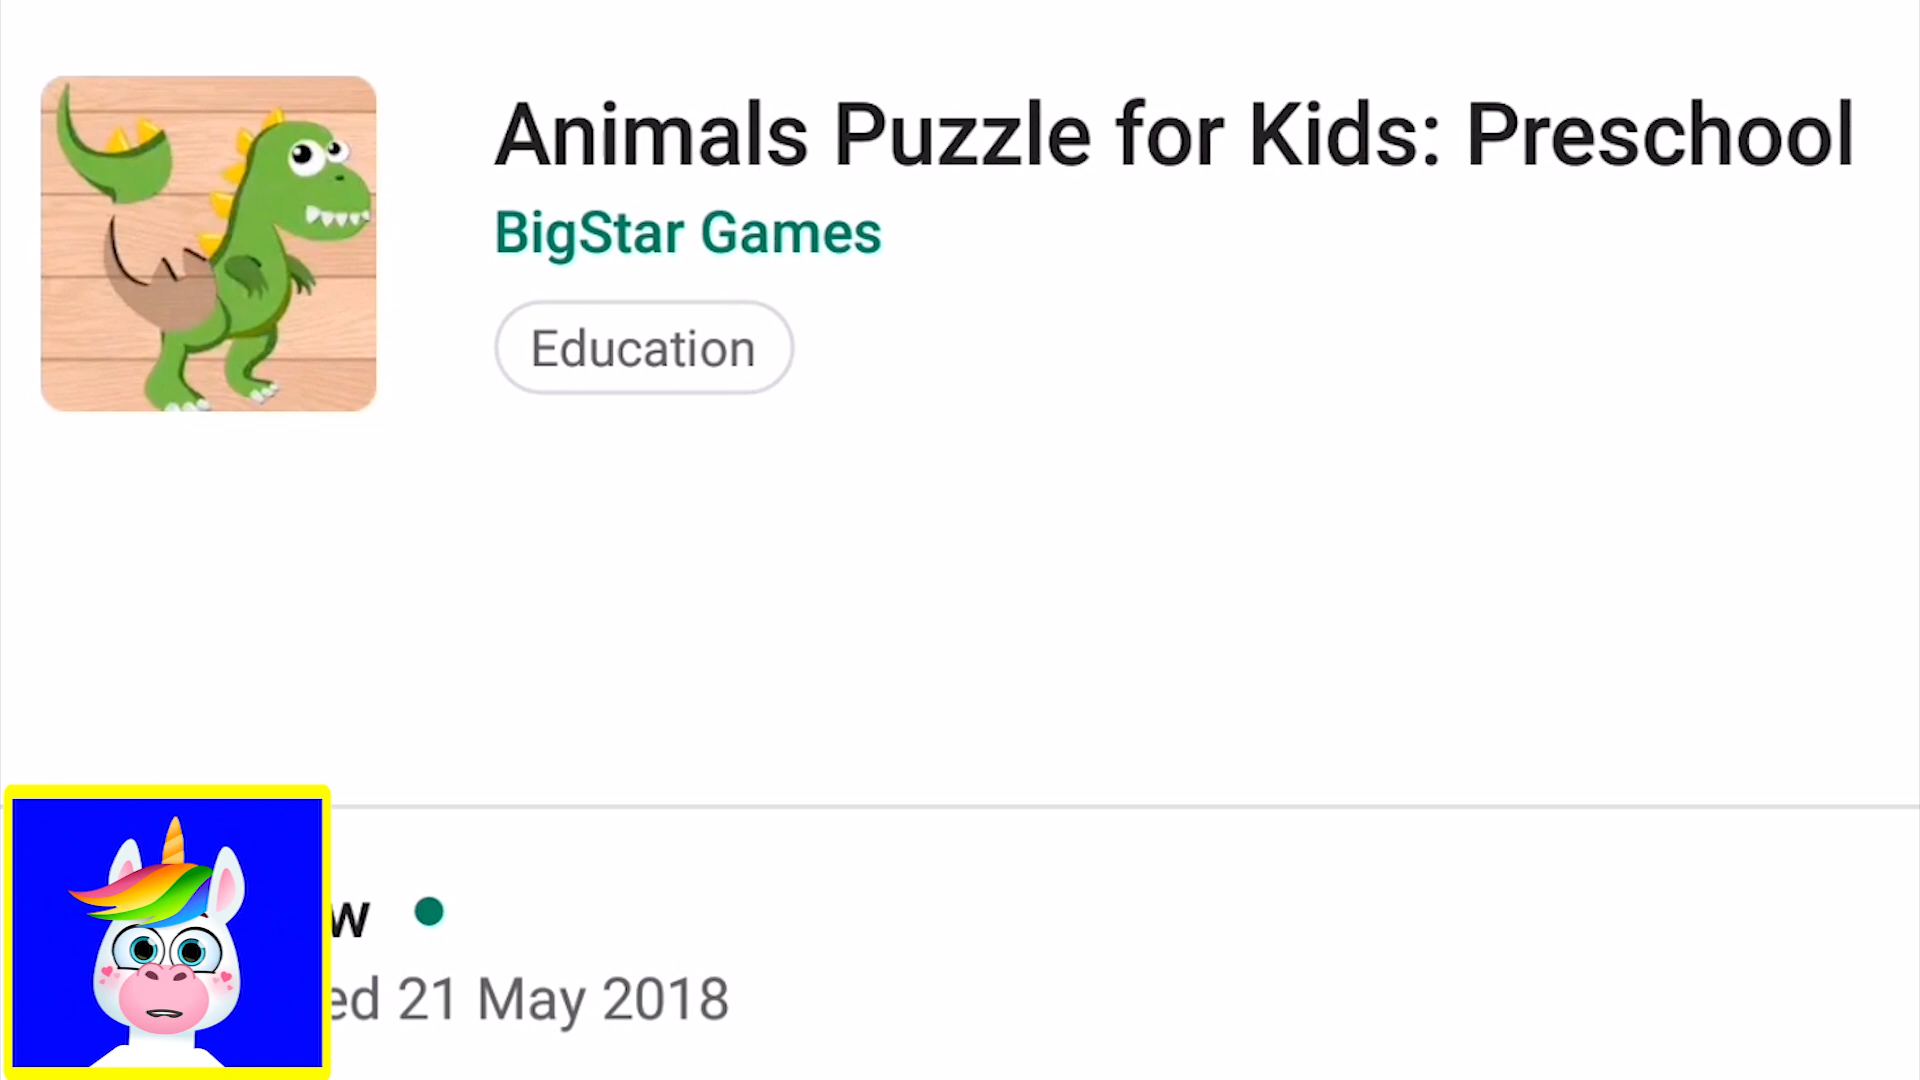 Animals Puzzle for Kids: Preschool
BigStar Games
Education
21 May 2018